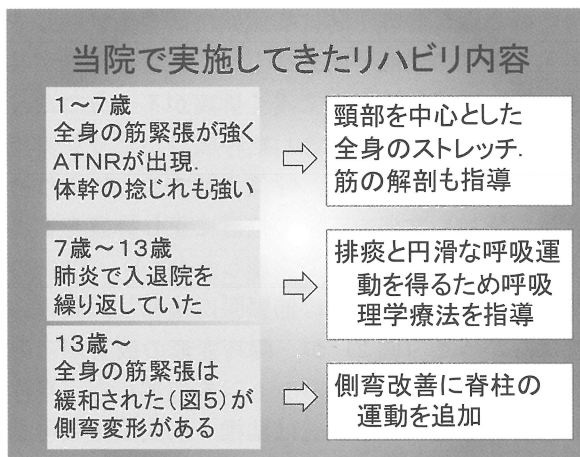 当院で実施してきたリハビリ内容
1～7歳
全身の筋緊張が強く
ATNRが出現.
体幹の捻じれも強い
頸部を中心とした
全身のストレッチ.
筋の解剖も指導
7歳～13歳
肺炎で入退院を
繰り返していた
排痰と円滑な呼吸運
動を得るため呼吸
理学療法を指導
13歳～
全身の筋緊張は
緩和された(図5)が
側弯変形がある
側弯改善に脊柱の
運動を追加